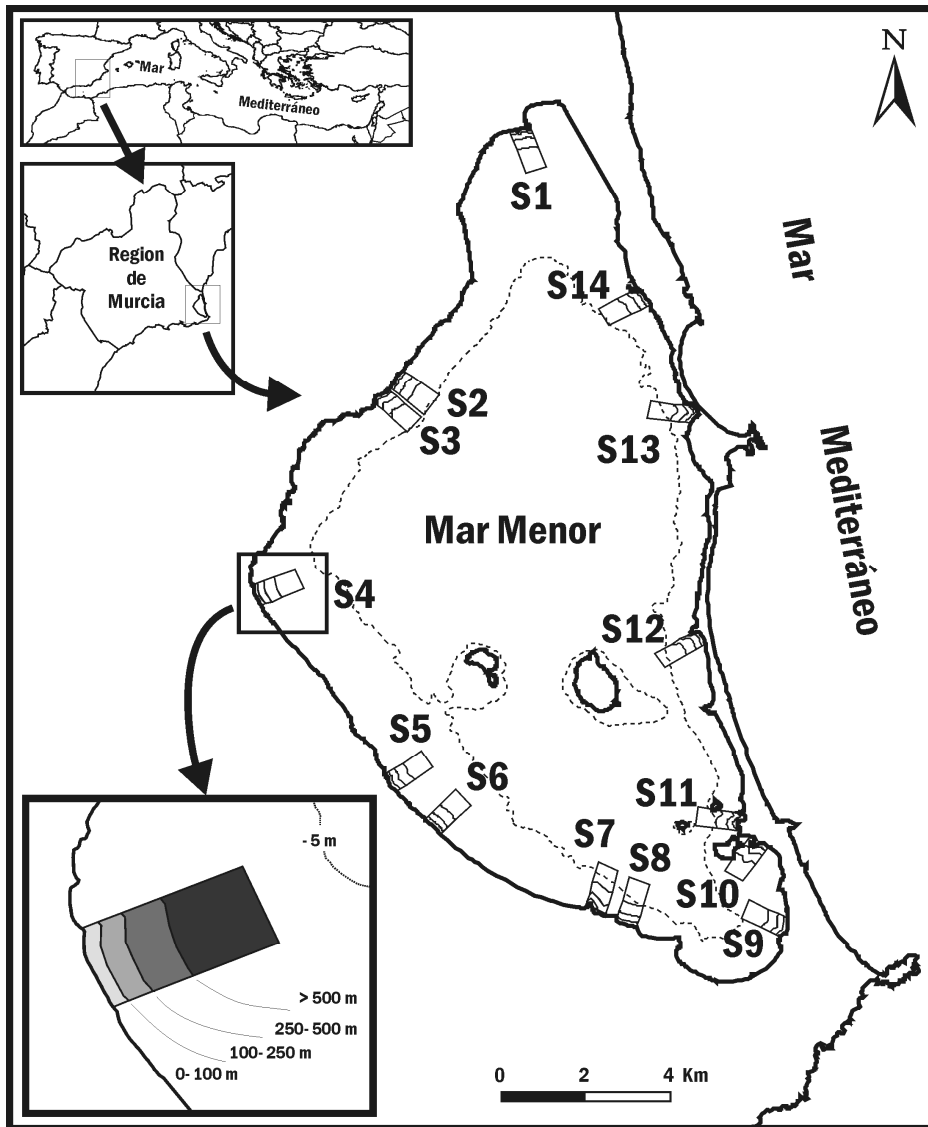 Mar
Mediterráneo
N
S1
Region
de
Murcia
Mar
S14
S2
S3
S13
Mediterráneo
Mar Menor
S4
S12
S5
S6
S11
S7
S8
S10
S9
- 5 m
> 500 m
250- 500 m
100- 250 m
0- 100 m
0 2 4 Km